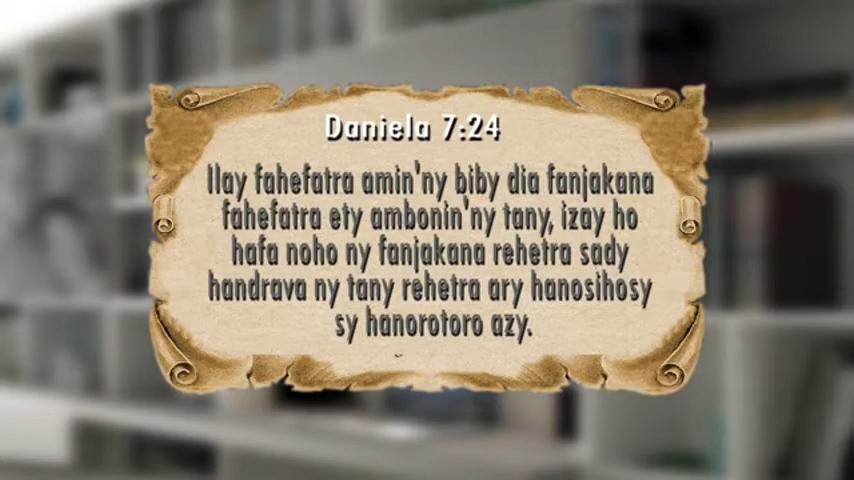 Daniela 7:24
Ilay fahefatra amin'ny biby dia fanjakana
fahefatra ety ambonin'ny tany, izay ho
hafa noho ny fanjakana rehetra sady
handrava ny tany rehetra ary hanosihosy
sy hanorotoro azy.